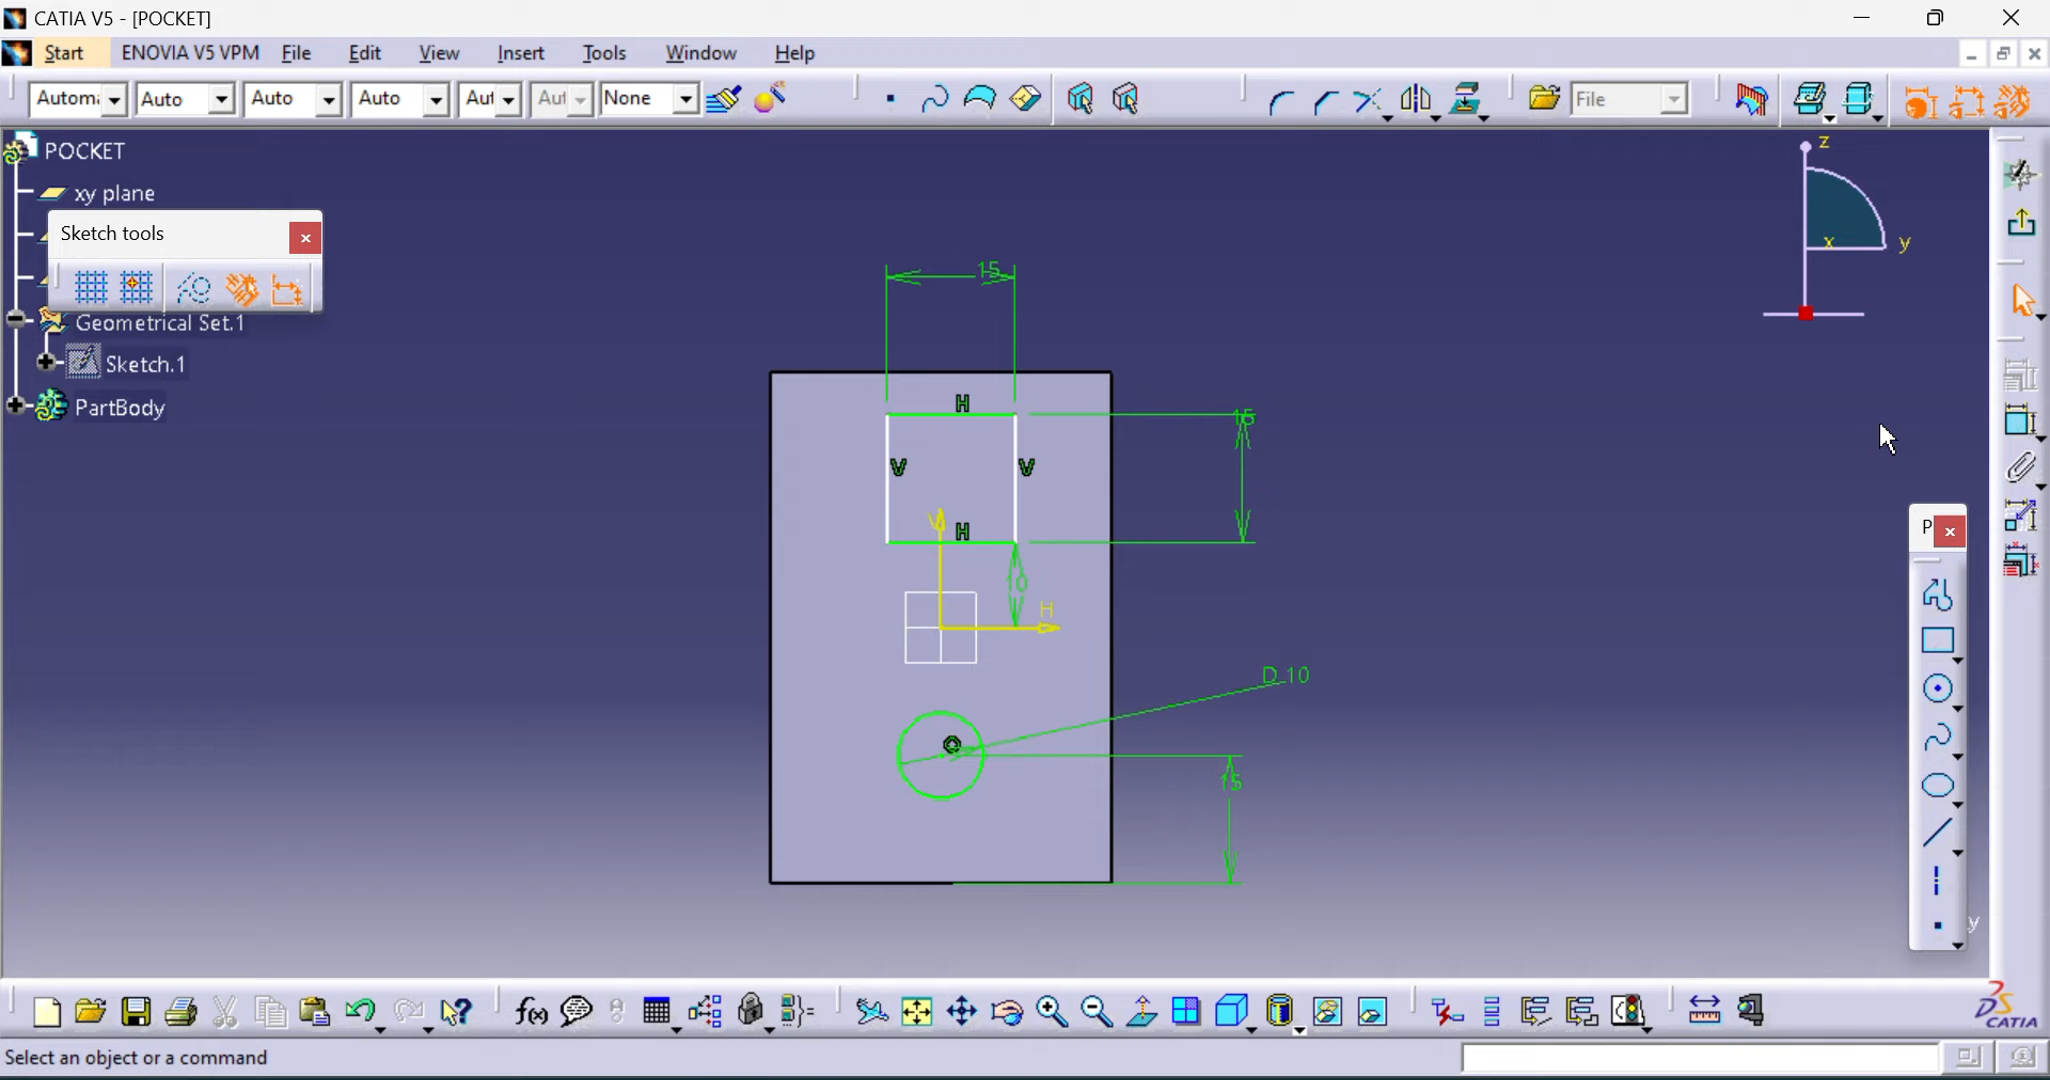 CATIA V5 - [POCKET]
Start ENOVIA V5 VPM File Edit View Insert Tools Window Help
Automa Auto Auto Auto Aut Aut None File
POCKET
xy plane
Sketch tools
Geometrical Set.1
Sketch.1
PartBody
z
x
y
15
H
15
V
V
V
H
10
H
D 10
15
P
y
f(x)
CATIA
Select an object or a command